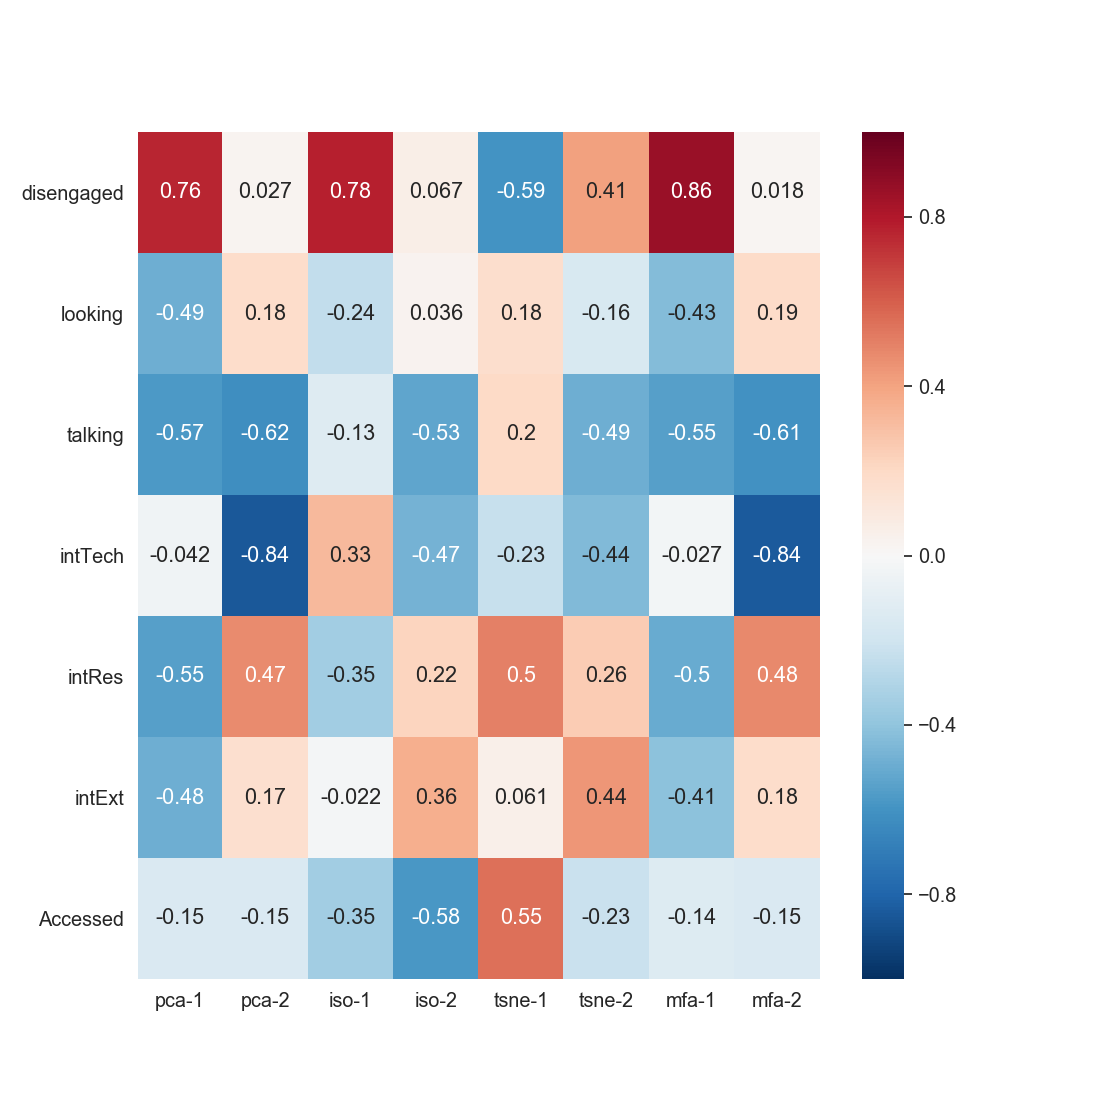 disengaged 0.76 0.027 0.78 0.067 -0.59 0.41 0.86 0.018
0.8
looking -0.49 0.18 -0.24 0.036 0.18 -0.16 -0.43 0.19
0.4
talking -0.57 -0.62 -0.13 -0.53 0.2 -0.49 -0.55 -0.61
intTech -0.042 -0.84 0.33 -0.47 -0.23 -0.44 -0.027 -0.84
0.0
intRes -0.55 0.47 -0.35 0.22 0.5 0.26 -0.5 0.48
−0.4
intExt -0.48 0.17 -0.022 0.36 0.061 0.44 -0.41 0.18
−0.8
Accessed -0.15 -0.15 -0.35 -0.58 0.55 -0.23 -0.14 -0.15
pca-1 pca-2 iso-1 iso-2 tsne-1 tsne-2 mfa-1 mfa-2